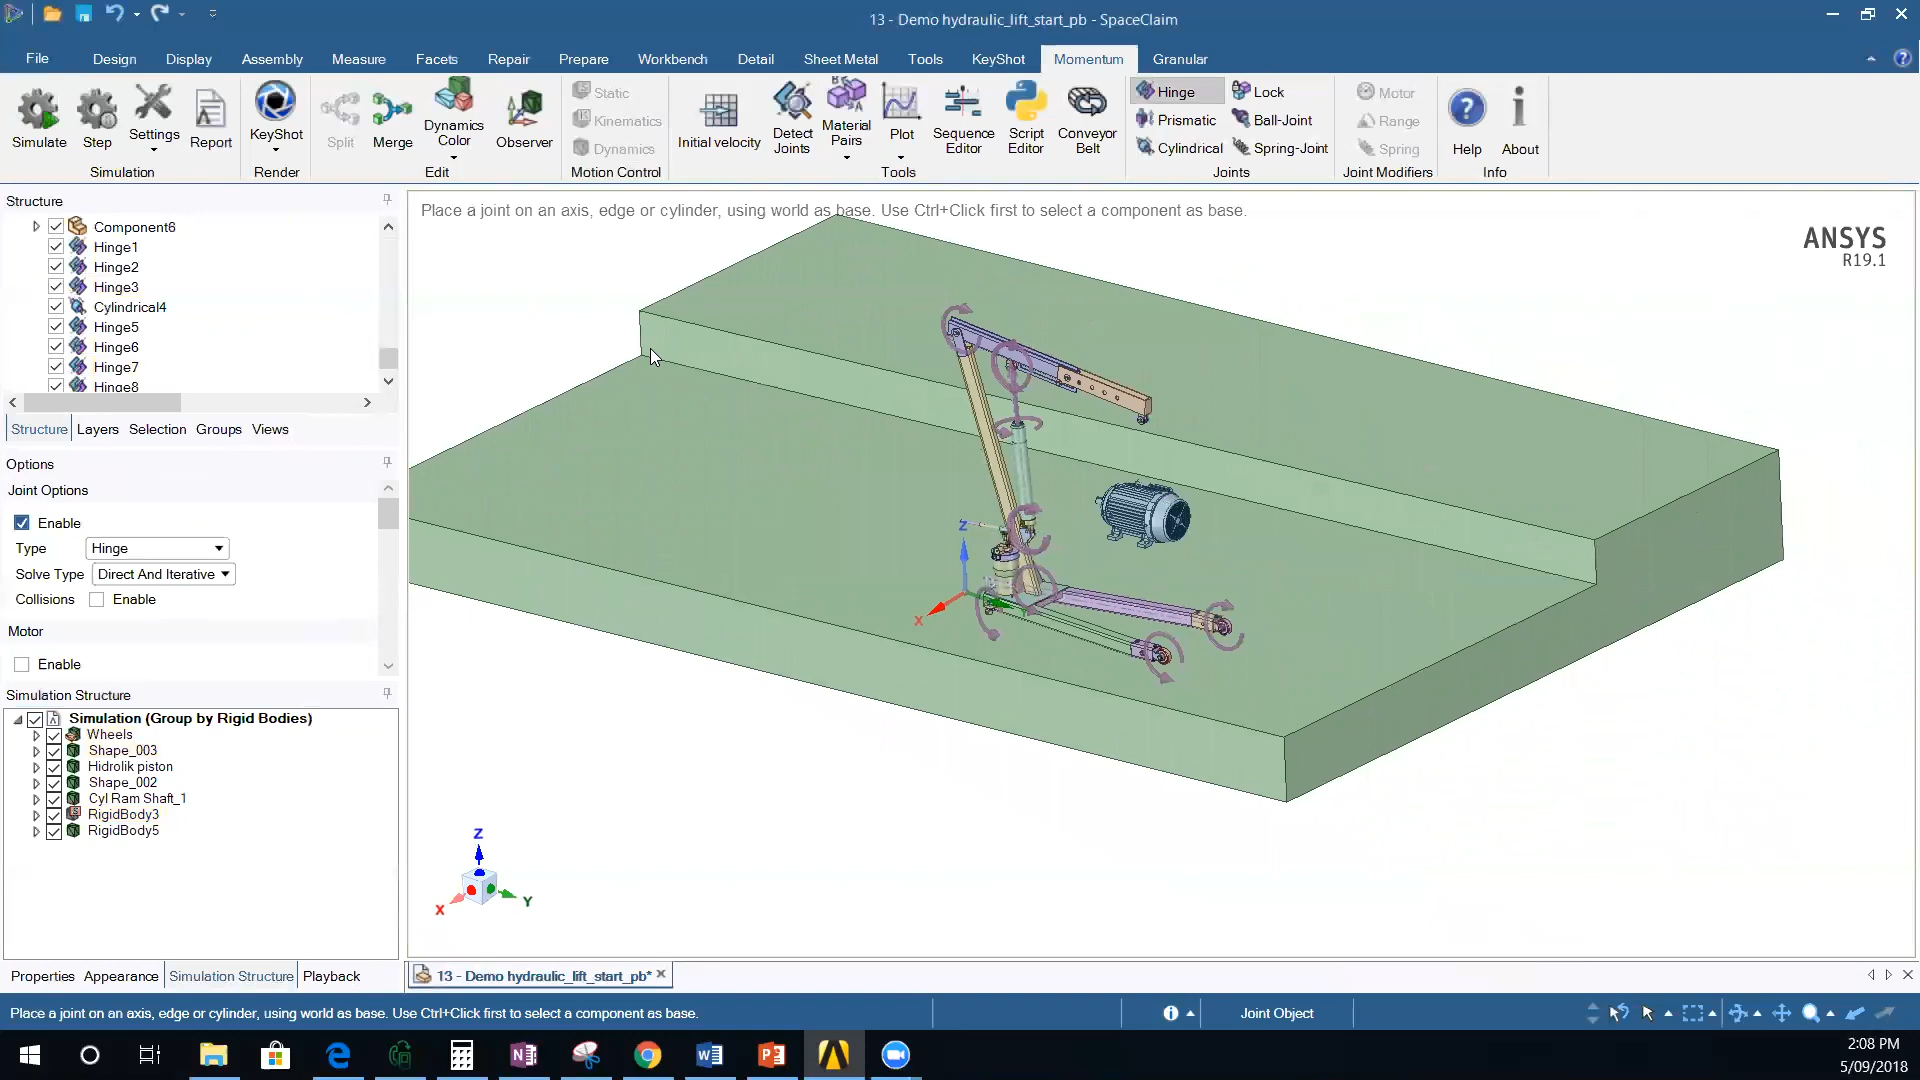 13 - Demo hydraulic_lift_start_pb - SpaceClaim
File Design Display Assembly Measure Facets Repair Prepare Workbench Detail Sheet Metal Tools KeyShot Momentum Granular
Simulate
Step
Settings
Report
Simulation
KeyShot
Render
Split
Merge
Dynamics
Color
Observer
Edit
Static
Kinematics
Dynamics
Motion Control
Initial velocity
Detect
Joints
Material
Pairs
Plot
Sequence
Editor
Script
Editor
Conveyor
Belt
Tools
Hinge
Prismatic
Cylindrical
Lock
Ball-Joint
Spring-Joint
Joints
Motor
Range
Spring
Joint Modifiers
Help
About
Info
Structure
Component6
Hinge1
Hinge2
Hinge3
Cylindrical4
Hinge5
Hinge6
Hinge7
Hinge8
Structure Layers Selection Groups Views
Options
Joint Options
Enable
Type Hinge
Solve Type Direct And Iterative
Collisions Enable
Motor
Enable
Simulation Structure
Simulation (Group by Rigid Bodies)
Wheels
Shape_003
Hidrolik piston
Shape_002
Cyl Ram Shaft_1
RigidBody3
RigidBody5
Properties Appearance Simulation Structure Playback
Place a joint on an axis, edge or cylinder, using world as base. Use Ctrl+Click first to select a component as base.
ANSYS
R19.1
Z
X
Z
X
Y
13 - Demo hydraulic_lift_start_pb*
Place a joint on an axis, edge or cylinder, using world as base. Use Ctrl+Click first to select a component as base.
Joint Object
2:08 PM
5/09/2018